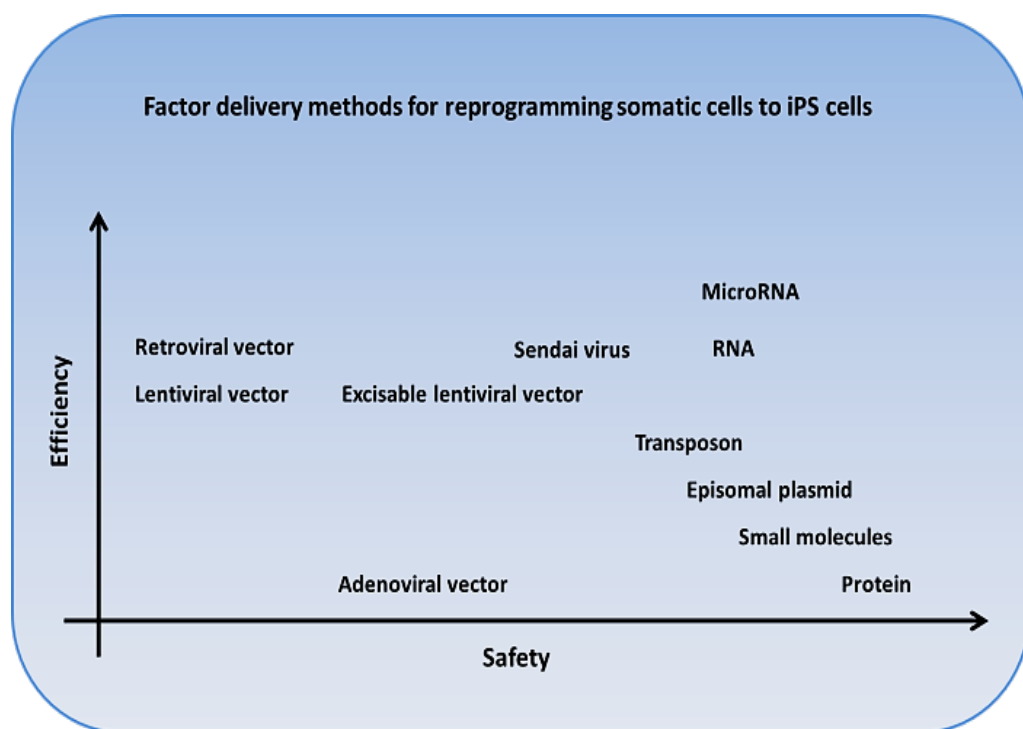 Factor delivery methods for reprogramming somatic cells to iPS cells
MicroRNA
Retroviral vector
Sendai virus
RNA
Lentiviral vector
Excisable lentiviral vector
Efficiency
Transposon
Episomal plasmid
Small molecules
Adenoviral vector
Protein
Safety